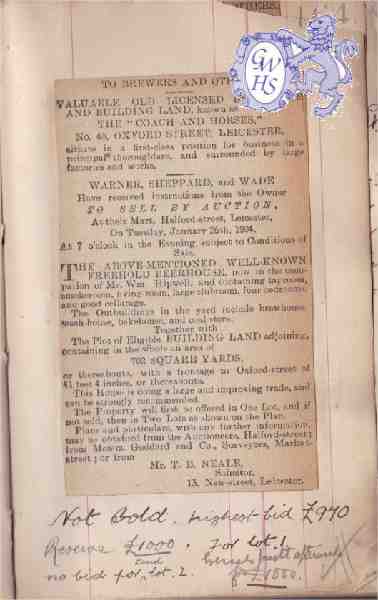 OTHERS.
GWHS
TO BREWERS AND OTH
VALUABLE OLD LICENSED
AND BUILDING LAND, known as
THE "COACH AND HORSES,"
No. 48, OXFORD STREET, LEICESTER,
situate in a first-class position for business in a
principal thoroughfare, and surrounded by large
factories and works.
WARNER, SHEPPARD, and WADE
Have received instructions from the Owner
TO SELL BY AUCTION,
At their Mart, Halford-street, Leicester,
On Tuesday, January 26th, 1904,
At 7 o'clock in the Evening, subject to Conditions of
Sale.
THE ABOVE-MENTIONED WELL-KNOWN
FREEHOLD BEERHOUSE, now in the occu-
pation of Mr. Wm. Hipwell, and containing tap room,
smoke room, large clubroom, four bedrooms
and good cellarage.
The Outbuildings in the yard include brewhouse,
wash-house, bakehouse, and coal-store.
Together with
The Plot of Eligible BUILDING LAND adjoining,
containing in the whole an area of
702 SQUARE YARDS,
or thereabouts, with a frontage to Oxford-street of
41 feet 4 inches, or thereabouts.
This House is doing a large and improving trade, and
can be strongly recommended.
The Property will first be offered in One Lot, and if
not sold, then in Two Lots as shown on the Plan.
Plans and particulars, with any further information,
may be obtained from the Auctioneers, Halford-street;
from Messrs. Goddard and Co., Surveyors, Market-
street; or from
Mr. T. B. NEALE,
Solicitor,
13, New-street, Leicester.
Not Sold. highest bid £970
Reserve £1000. For lot 1
and
no bid for lot 2.
£1000.